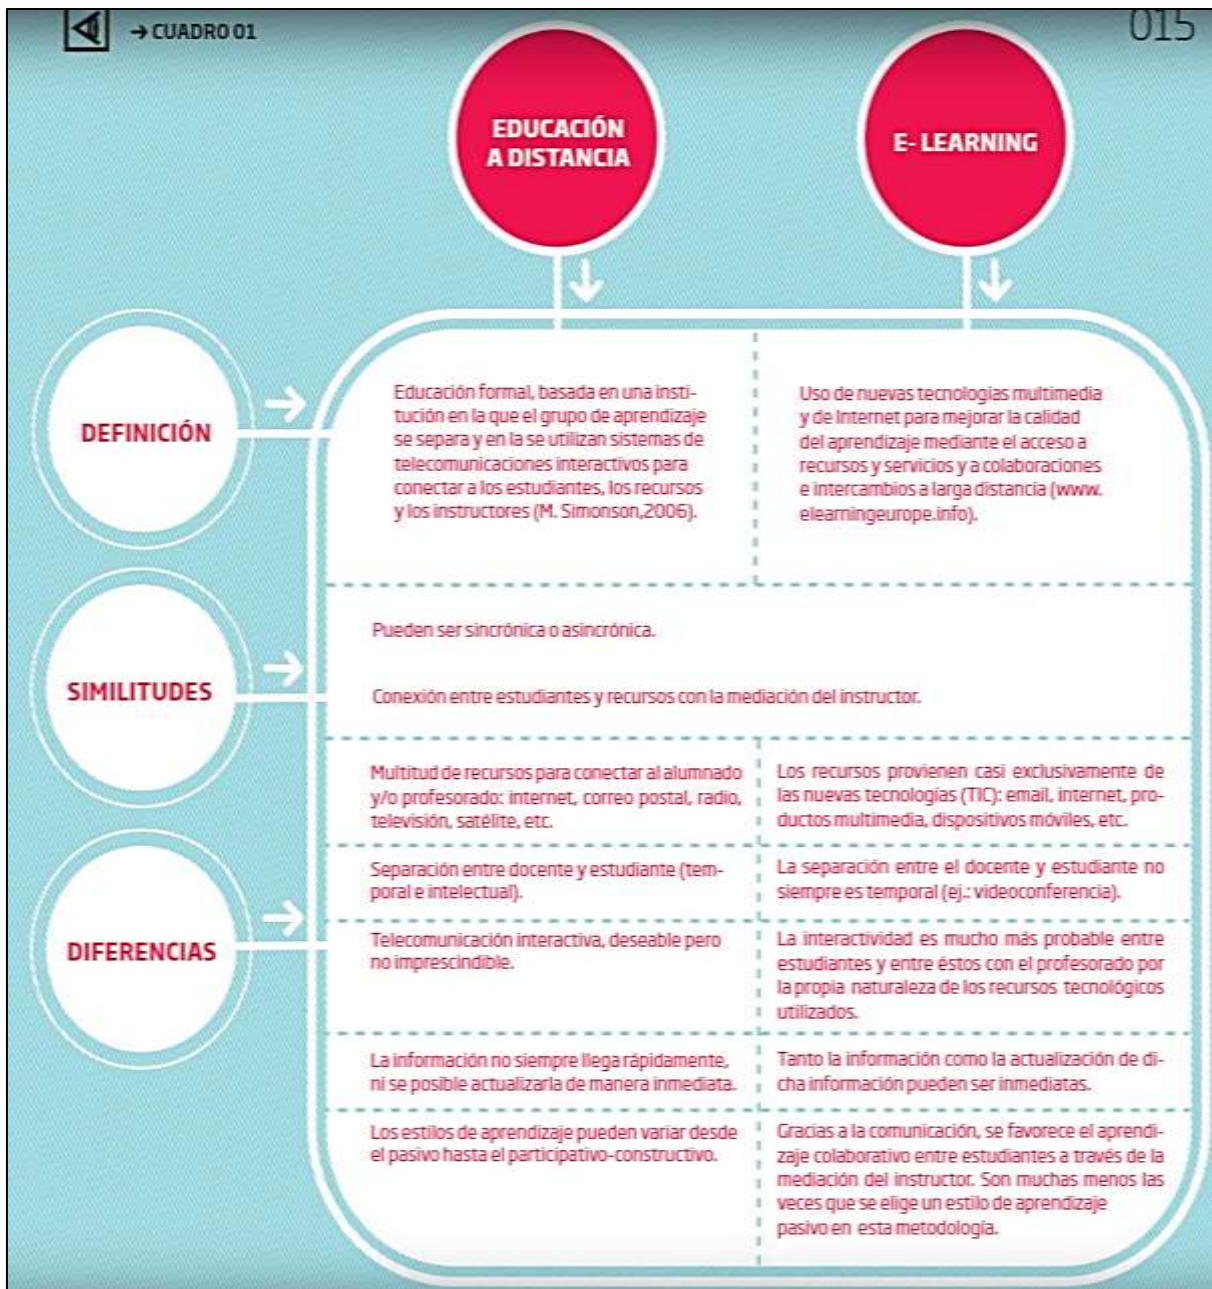 → CUADRO 01
015
EDUCACIÓN
A DISTANCIA
E- LEARNING
DEFINICIÓN
Educación formal, basada en una insti-
tución en la que el grupo de aprendizaje
se separa y en la se utilizan sistemas de
telecomunicaciones interactivos para
conectar a los estudiantes, los recursos
y los instructores (M. Simonson,2006).
Uso de nuevas tecnologías multimedia
y de Internet para mejorar la calidad
del aprendizaje mediante el acceso a
recursos y servicios y a colaboraciones
e intercambios a larga distancia (www.
elearningeurope.info).
SIMILITUDES
Pueden ser sincrónica o asincrónica.
Conexión entre estudiantes y recursos con la mediación del instructor.
DIFERENCIAS
Multitud de recursos para conectar al alumnado
y/o profesorado: internet, correo postal, radio,
televisión, satélite, etc.
Los recursos provienen casi exclusivamente de
las nuevas tecnologías (TIC): email, internet, pro-
ductos multimedia, dispositivos móviles, etc.
Separación entre docente y estudiante (tem-
poral e intelectual).
La separación entre el docente y estudiante no
siempre es temporal (ej.: videoconferencia).
Telecomunicación interactiva, deseable pero
no imprescindible.
La interactividad es mucho más probable entre
estudiantes y entre éstos con el profesorado por
la propia naturaleza de los recursos tecnológicos
utilizados.
La información no siempre llega rápidamente,
ni se posible actualizarla de manera inmediata.
Tanto la información como la actualización de di-
cha información pueden ser inmediatas.
Los estilos de aprendizaje pueden variar desde
el pasivo hasta el participativo-constructivo.
Gracias a la comunicación, se favorece el aprendi-
zaje colaborativo entre estudiantes a través de la
mediación del instructor. Son muchas menos las
veces que se elige un estilo de aprendizaje
pasivo en esta metodología.